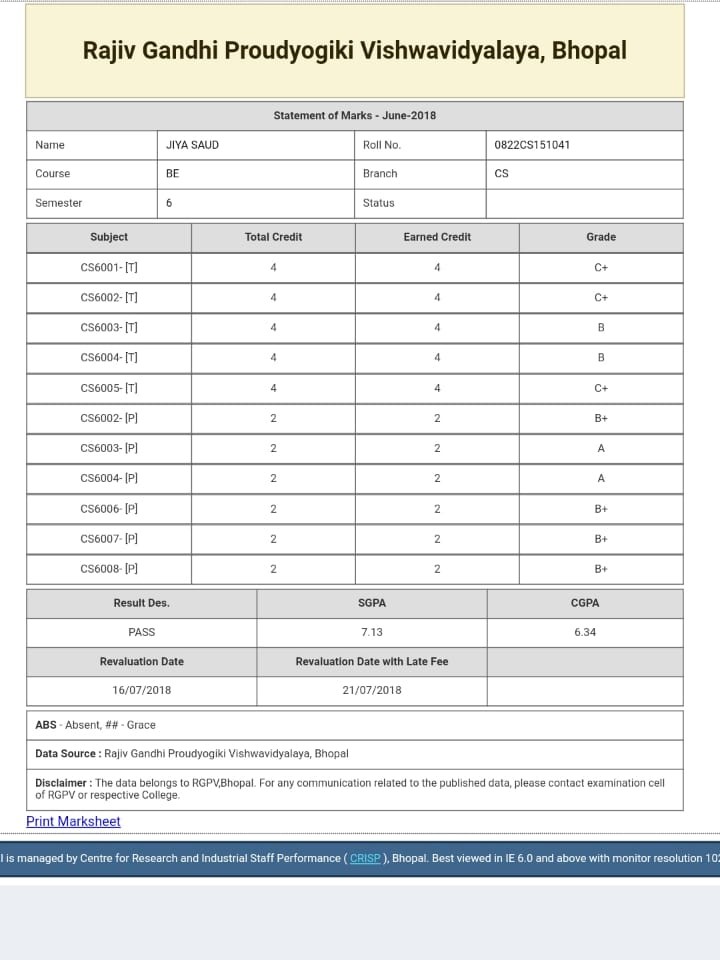 Rajiv Gandhi Proudyogiki Vishwavidyalaya, Bhopal
Statement of Marks - June-2018
Name JIYA SAUD Roll No. 0822CS151041
Course BE Branch CS
Semester 6 Status
Subject Total Credit Earned Credit Grade
CS6001- [T] 4 4 C+
CS6002- [T] 4 4 C+
CS6003- [T] 4 4 B
CS6004- [T] 4 4 B
CS6005- [T] 4 4 C+
CS6002- [P] 2 2 B+
CS6003- [P] 2 2 A
CS6004- [P] 2 2 A
CS6006- [P] 2 2 B+
CS6007- [P] 2 2 B+
CS6008- [P] 2 2 B+
Result Des. SGPA CGPA
PASS 7.13 6.34
Revaluation Date Revaluation Date with Late Fee
16/07/2018 21/07/2018
ABS - Absent, ## - Grace
Data Source : Rajiv Gandhi Proudyogiki Vishwavidyalaya, Bhopal
Disclaimer : The data belongs to RGPV,Bhopal. For any communication related to the published data, please contact examination cell
of RGPV or respective College.
Print Marksheet
l is managed by Centre for Research and Industrial Staff Performance ( CRISP ), Bhopal. Best viewed in IE 6.0 and above with monitor resolution 102